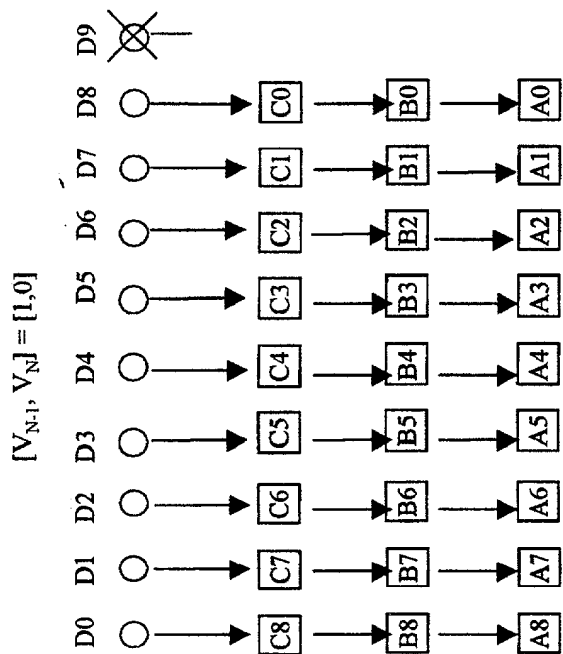 [V_{N-1}, V_N] = [1,0]
D0 D1 D2 D3 D4 D5 D6 D7 D8 D9
C8 C7 C6 C5 C4 C3 C2 C1 C0
B8 B7 B6 B5 B4 B3 B2 B1 B0
A8 A7 A6 A5 A4 A3 A2 A1 A0